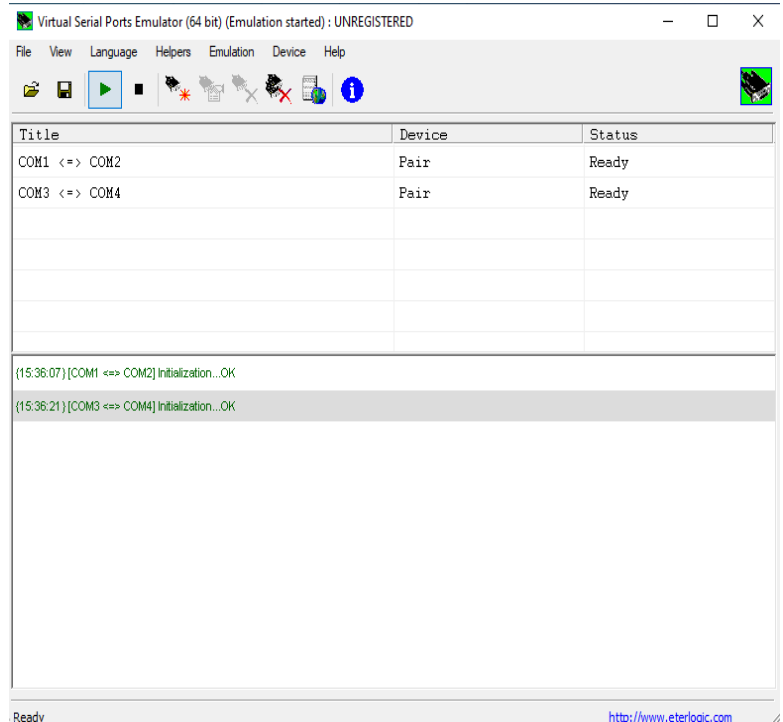 Virtual Serial Ports Emulator (64 bit) (Emulation started) : UNREGISTERED
File View Language Helpers Emulation Device Help
Title Device Status
COM1 <=> COM2 Pair Ready
COM3 <=> COM4 Pair Ready
{15:36:07} [COM1 <=> COM2] Initialization...OK
{15:36:21} [COM3 <=> COM4] Initialization...OK
Ready http://www.eterlogic.com